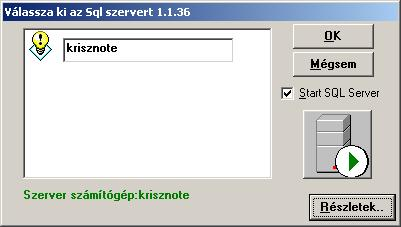 Válassza ki az Sql szervert 1.1.36
krisznote
OK
Mégsem
Start SQL Server
Szerver számítógép:krisznote
Részletek..